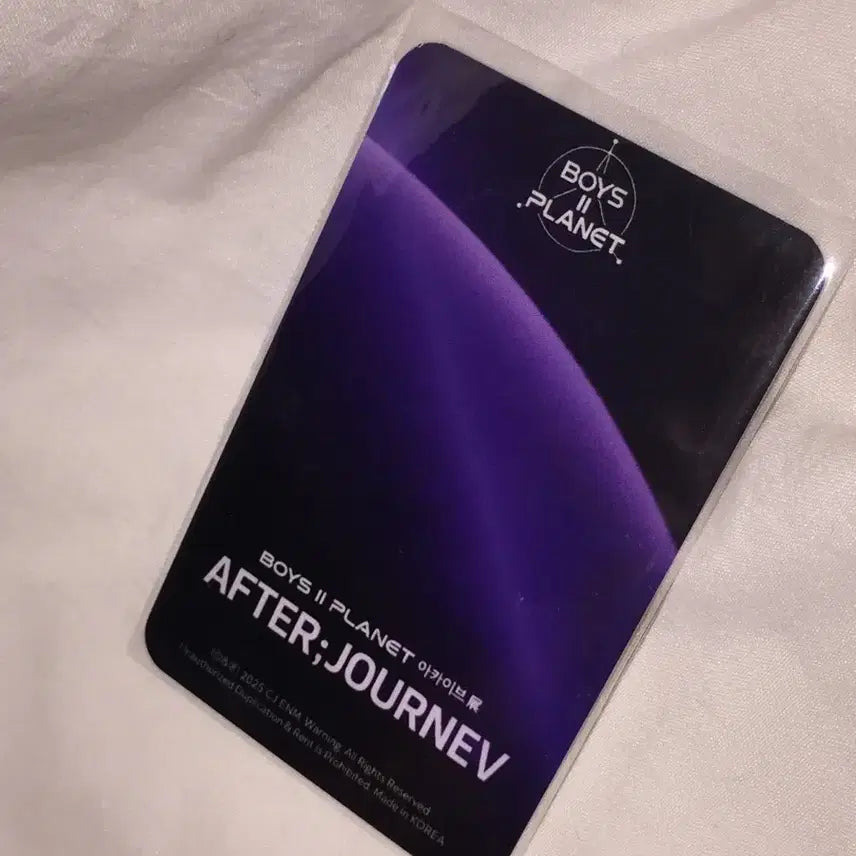 BOYS
II
PLANET
BOYS II PLANET 아카이브 展
AFTER;JOURNEV
2025 CJ ENM. Warning. All Rights Reserved
Unauthorized Duplication & Rent is Prohibited. Made in KOREA